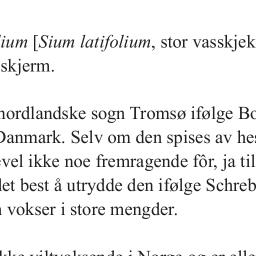 lium [Sium latifolium, stor vasskjek
skjerm.
nordlandske sogn Tromsø ifølge Bo
Danmark. Selv om den spises av hes
vel ikke noe fremragende fôr, ja til
let best å utrydde den ifølge Schreb
vokser i store mengder.